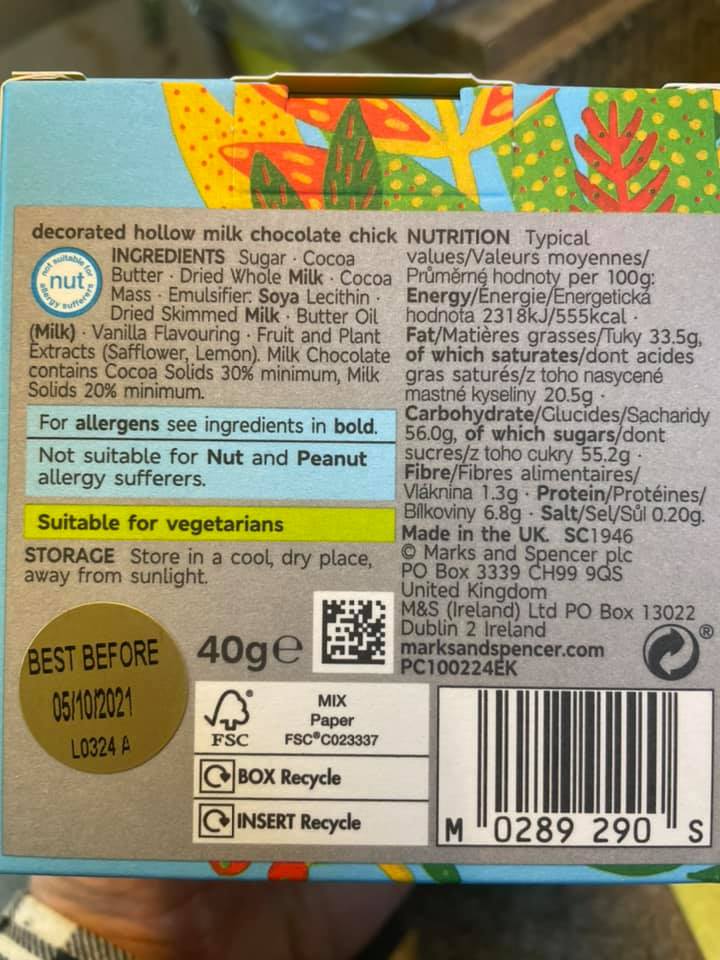 decorated hollow milk chocolate chick
not suitable for
nut
allergy sufferers
INGREDIENTS Sugar · Cocoa
Butter · Dried Whole Milk · Cocoa
Mass · Emulsifier: Soya Lecithin ·
Dried Skimmed Milk · Butter Oil
(Milk) · Vanilla Flavouring · Fruit and Plant
Extracts (Safflower, Lemon). Milk Chocolate
contains Cocoa Solids 30% minimum, Milk
Solids 20% minimum.
For allergens see ingredients in bold.
Not suitable for Nut and Peanut
allergy sufferers.
Suitable for vegetarians
STORAGE Store in a cool, dry place,
away from sunlight.
BEST BEFORE
05/10/2021
L0324 A
40g℮
FSC®
MIX
Paper
FSC®C023337
BOX Recycle
INSERT Recycle
NUTRITION Typical
values/Valeurs moyennes/
Průměrné hodnoty per 100g:
Energy/Énergie/Energetická
hodnota 2318kJ/555kcal ·
Fat/Matières grasses/Tuky 33.5g,
of which saturates/dont acides
gras saturés/z toho nasycené
mastné kyseliny 20.5g ·
Carbohydrate/Glucides/Sacharidy
56.0g, of which sugars/dont
sucres/z toho cukry 55.2g ·
Fibre/Fibres alimentaires/
Vláknina 1.3g · Protein/Protéines/
Bílkoviny 6.8g · Salt/Sel/Sůl 0.20g.
Made in the UK. SC1946
© Marks and Spencer plc
PO Box 3339 CH99 9QS
United Kingdom
M&S (Ireland) Ltd PO Box 13022
Dublin 2 Ireland
marksandspencer.com
PC100224EK
®
M 0289 290 S